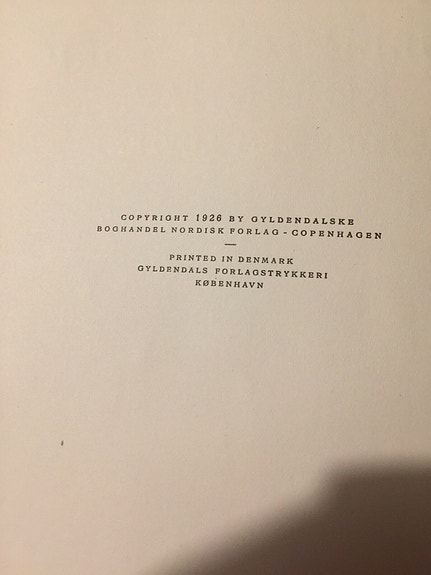 COPYRIGHT 1926 BY GYLDENDALSKE
BOGHANDEL NORDISK FORLAG - COPENHAGEN
PRINTED IN DENMARK
GYLDENDALS FORLAGSTRYKKERI
KØBENHAVN